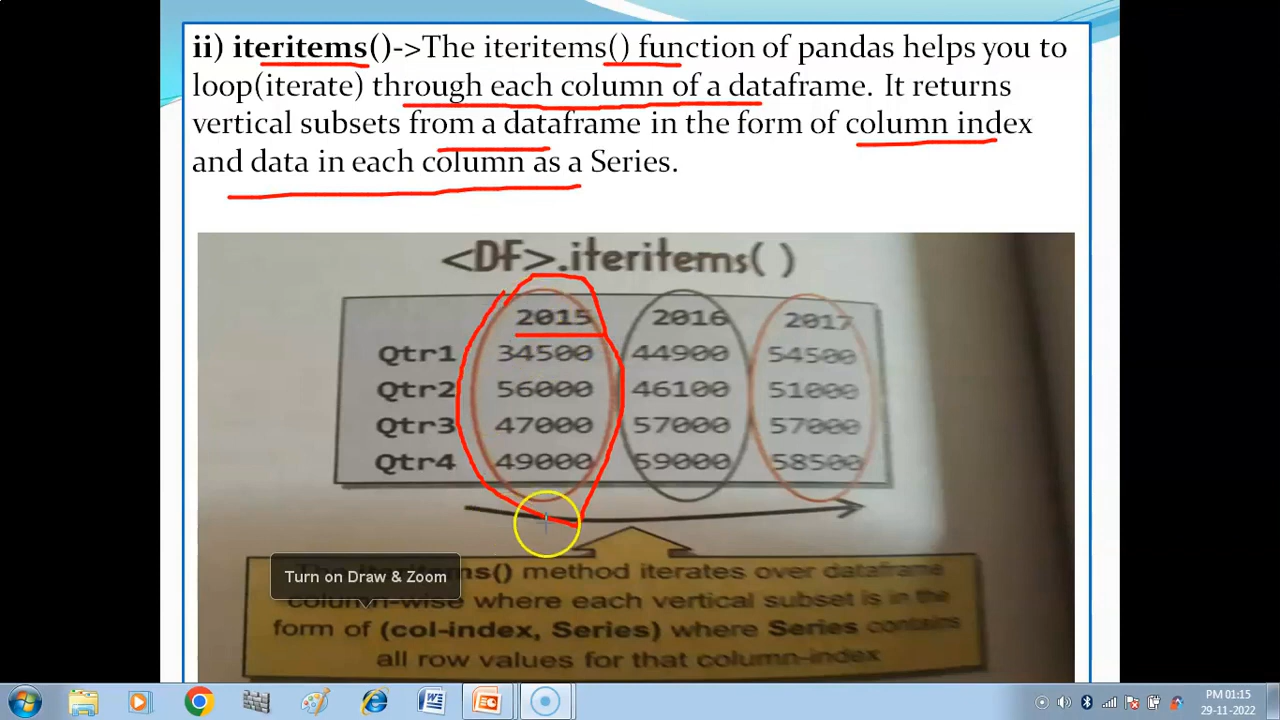 ii) iteritems()->The iteritems() function of pandas helps you to
loop(iterate) through each column of a dataframe. It returns
vertical subsets from a dataframe in the form of column index
and data in each column as a Series.
<DF>.iteritems( )
2015 2016 2017
Qtr1 34500 44900 54500
Qtr2 56000 46100 51000
Qtr3 47000 57000 57000
Qtr4 49000 59000 58500
Turn on Draw & Zoom
() method iterates over dataframe
column-wise where each vertical subset is in the
form of (col-index, Series) where Series contains
all row values for that column-index
PM 01:15
29-11-2022